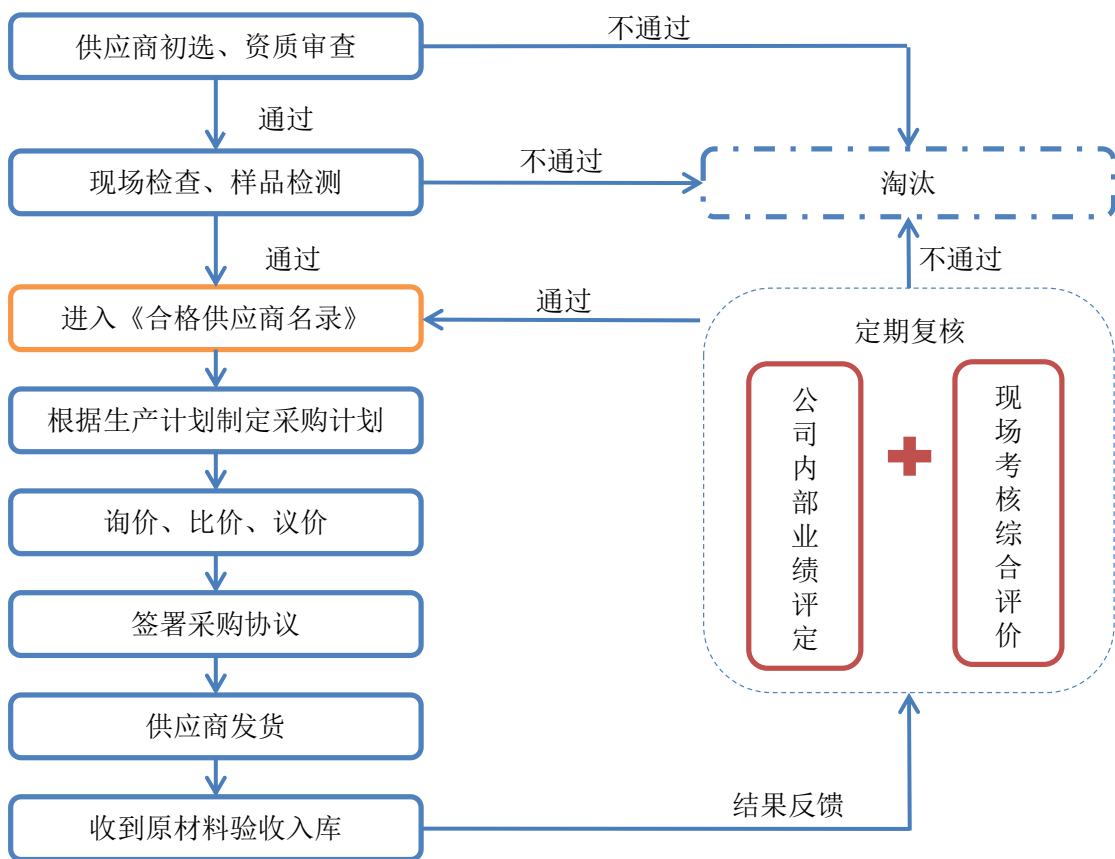 供应商初选、资质审查
不通过
通过
现场检查、样品检测
不通过
淘汰
通过
不通过
进入《合格供应商名录》
通过
定期复核
公司内部业绩评定
现场考核综合评价
根据生产计划制定采购计划
询价、比价、议价
签署采购协议
供应商发货
收到原材料验收入库
结果反馈